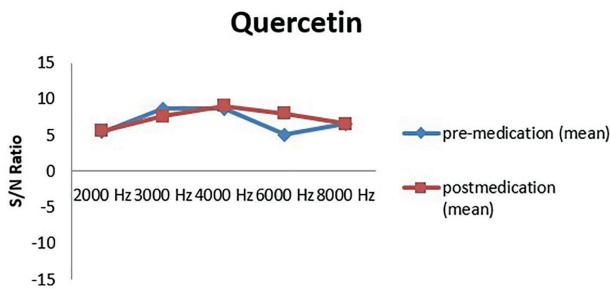 Quercetin
15
10
5
0
-5
-10
-15
S/N Ratio
2000 Hz 3000 Hz 4000 Hz 6000 Hz 8000 Hz
pre-medication (mean)
postmedication
(mean)